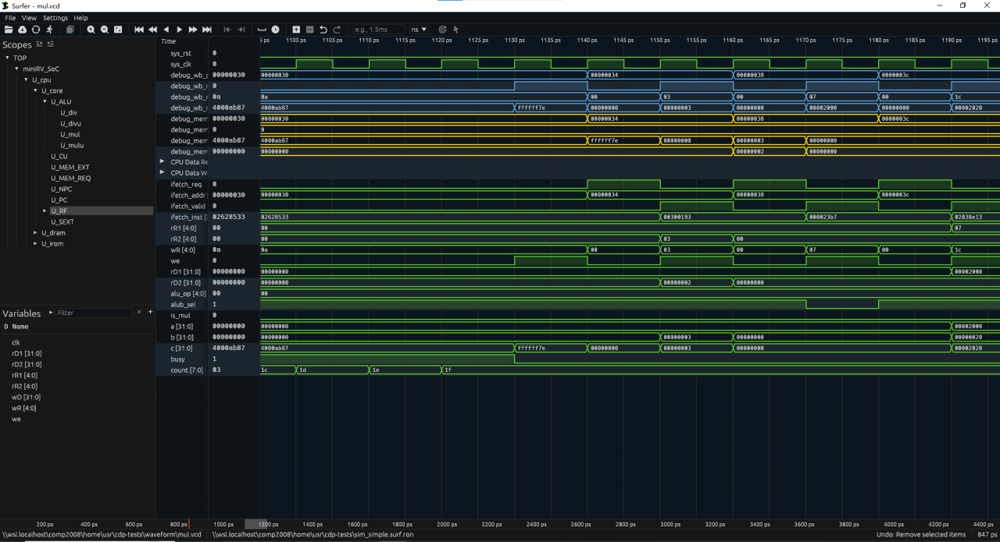 Surfer - mul.vcd
File View Settings Help
e.g., 1.5ms ns
Scopes
TOP
miniRV_SoC
U_cpu
U_core
U_ALU
U_div
U_divu
U_mul
U_mulu
U_CU
U_MEM_EXT
U_MEM_REQ
U_NPC
U_PC
U_RF
U_SEXT
U_dram
U_irom
Variables Filter
D Name
clk
rD1 [31:0]
rD2 [31:0]
rR1 [4:0]
rR2 [4:0]
wD [31:0]
wR [4:0]
we
Time 5 ps 1100 ps 1105 ps 1110 ps 1115 ps 1120 ps 1125 ps 1130 ps 1135 ps 1140 ps 1145 ps 1150 ps 1155 ps 1160 ps 1165 ps 1170 ps 1175 ps 1180 ps 1185 ps 1190 ps 1195 ps
sys_rst 0
sys_clk 0
debug_wb_ 00000030 00000030 00000034 00000038 0000003c
debug_wb_ 0
debug_wb_ 0a 0a 00 03 00 07 00 1c
debug_wb_ 4000ab87 4000ab87 ffffff7e 00000000 00000003 00000000 00002000 00000000 00002020
debug_mem 00000030 00000030 00000034 00000038 0000003c
debug_mem 0 0
debug_mem 4000ab87 4000ab87 ffffff7e 00000000 00000003 00000000
debug_mem 00000000 00000000 00000002 00000000
CPU Data Re
CPU Data W
ifetch_req 0
ifetch_addr 00000030 00000030 00000034 00000038 0000003c
ifetch_valid 0
ifetch_inst [ 02628533 02628533 00300193 000023b7 02038e13
rR1 [4:0] 00 00 07
rR2 [4:0] 00 00 03 00
wR [4:0] 0a 0a 00 03 00 07 00 1c
we 0
rD1 [31:0] 00000000 00000000 00002000
rD2 [31:0] 00000000 00000000 00000002 00000000
alu_op [4:0] 00 00
alub_sel 1
is_mul 0
a [31:0] 00000000 00000000 00002000
b [31:0] 00000000 00000000 00000003 00000000 00000020
c [31:0] 4000ab87 4000ab87 ffffff7e 00000000 00000003 00000000 00002020
busy 1
count [7:0] 03 1c 1d 1e 1f
200 ps 400 ps 600 ps 800 ps 1000 ps 1200 ps 1400 ps 1600 ps 1800 ps 2000 ps 2200 ps 2400 ps 2600 ps 2800 ps 3000 ps 3200 ps 3400 ps 3600 ps 3800 ps 4000 ps 4200 ps 4400 ps
\\wsl.localhost\comp2008\home\usr\cdp-tests\waveform\mul.vcd \\wsl.localhost\comp2008\home\usr\cdp-tests\sim_simple.surf.ron Undo: Remove selected items 847 ps